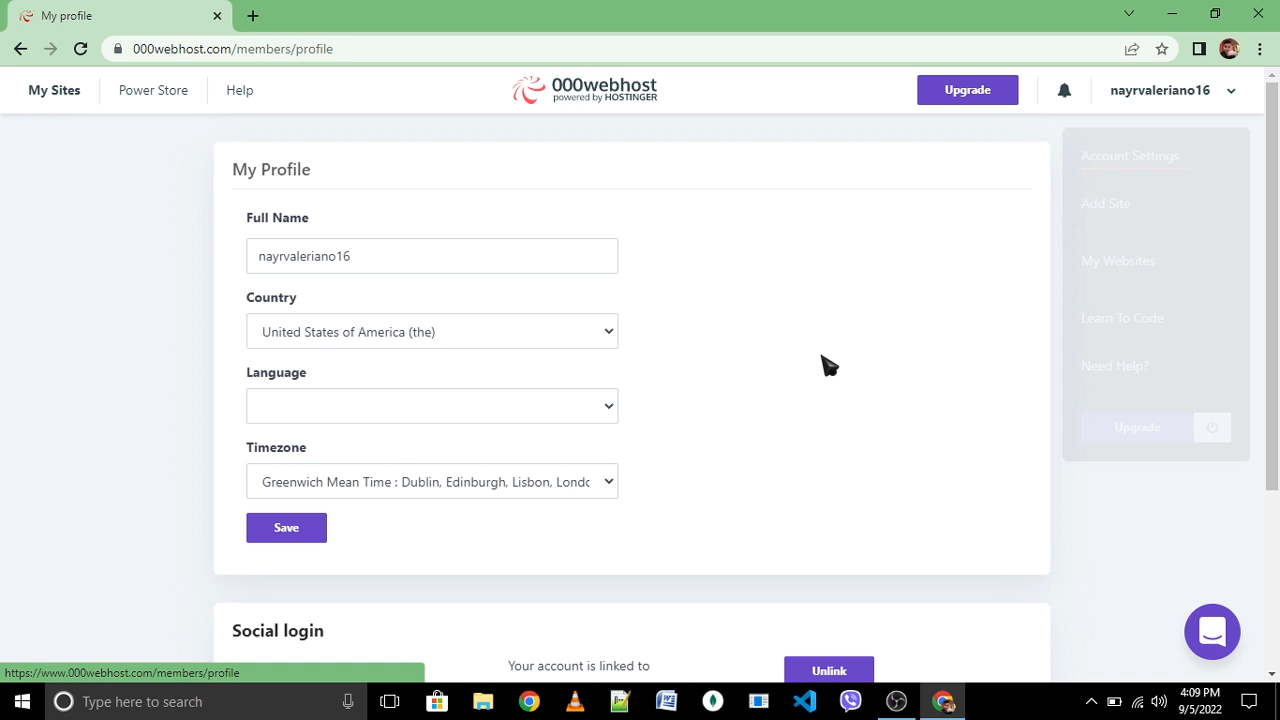 My profile
000webhost.com/members/profile
My Sites
Power Store
Help
000webhost
powered by HOSTINGER
Upgrade
nayrvaleriano16
My Profile
Full Name
nayrvaleriano16
Country
United States of America (the)
Language
Timezone
Greenwich Mean Time : Dublin, Edinburgh, Lisbon, Londo
Save
Account Settings
Add Site
My Websites
Learn To Code
Need Help?
Upgrade
Social login
Your account is linked to
Unlink
https://www.000webhost.com/members/profile
Type here to search
4:09 PM
9/5/2022